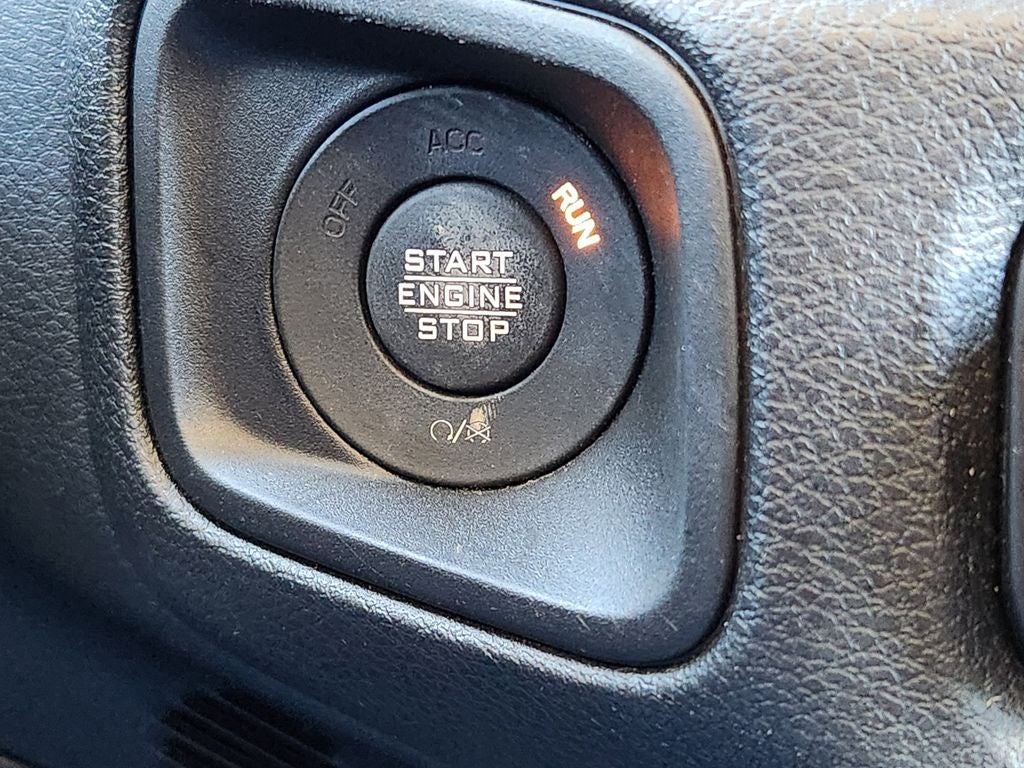 ACC
OFF
RUN
START
ENGINE
STOP